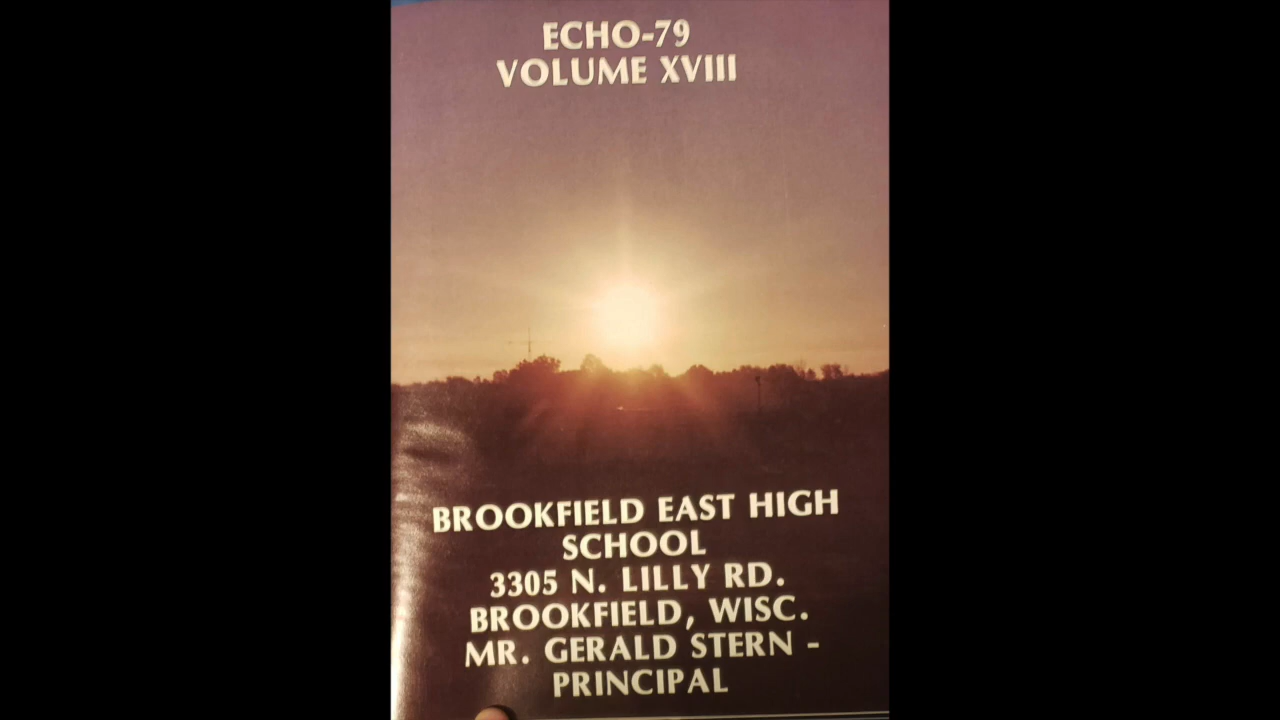 ECHO-79
VOLUME XVIII
BROOKFIELD EAST HIGH
SCHOOL
3305 N. LILLY RD.
BROOKFIELD, WISC.
MR. GERALD STERN -
PRINCIPAL